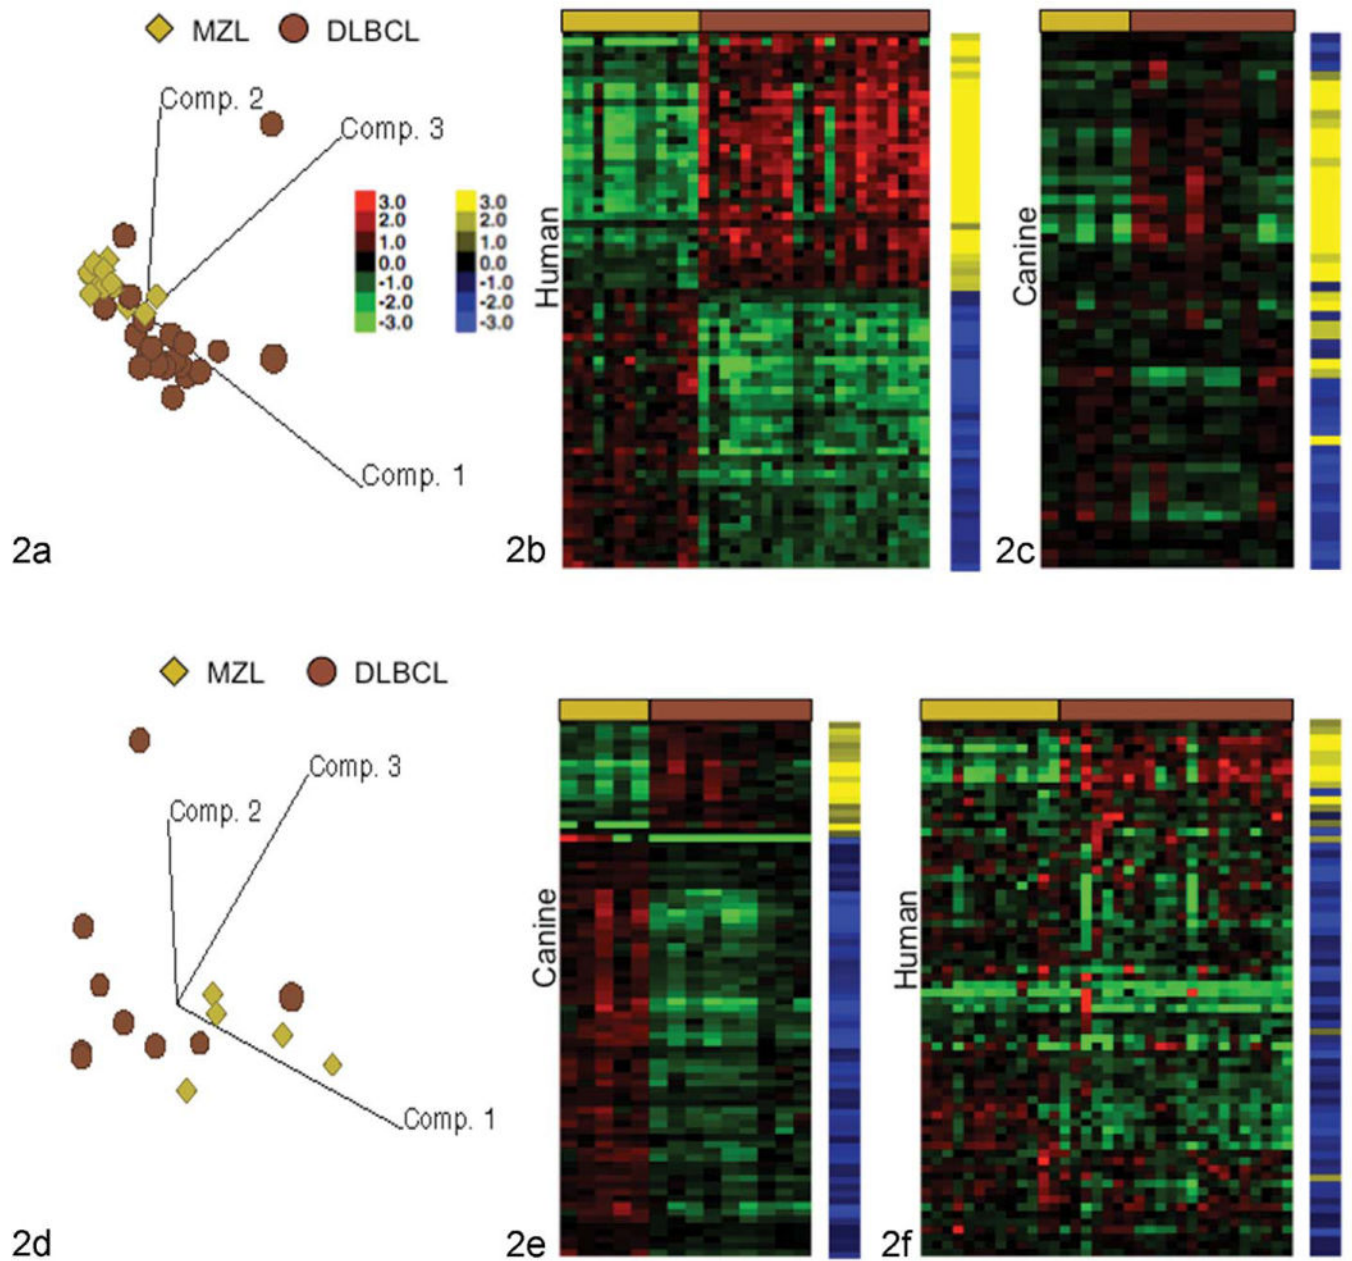 MZL DLBCL
Comp. 2
Comp. 3
3.0 3.0
2.0 2.0
1.0 1.0
0.0 0.0
-1.0 -1.0
-2.0 -2.0
-3.0 -3.0
Comp. 1
2a
Human
2b
Canine
2c
MZL DLBCL
Comp. 3
Comp. 2
Comp. 1
2d
Canine
2e
Human
2f